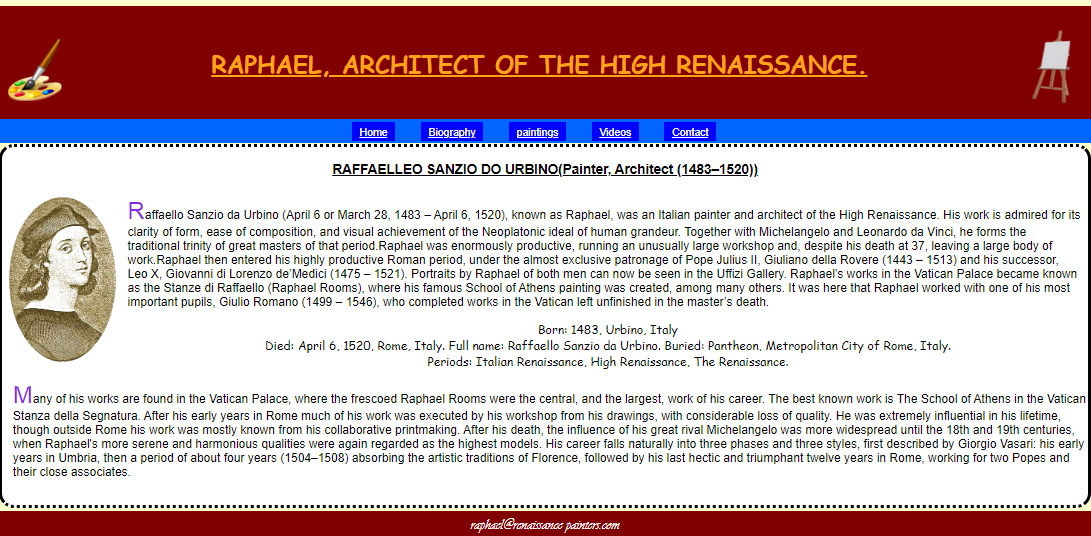 RAPHAEL, ARCHITECT OF THE HIGH RENAISSANCE.
Home Biography paintings Videos Contact
RAFFAELLEO SANZIO DO URBINO(Painter, Architect (1483–1520))
Raffaello Sanzio da Urbino (April 6 or March 28, 1483 – April 6, 1520), known as Raphael, was an Italian painter and architect of the High Renaissance. His work is admired for its
clarity of form, ease of composition, and visual achievement of the Neoplatonic ideal of human grandeur. Together with Michelangelo and Leonardo da Vinci, he forms the
traditional trinity of great masters of that period.Raphael was enormously productive, running an unusually large workshop and, despite his death at 37, leaving a large body of
work.Raphael then entered his highly productive Roman period, under the almost exclusive patronage of Pope Julius II, Giuliano della Rovere (1443 – 1513) and his successor,
Leo X, Giovanni di Lorenzo de’Medici (1475 – 1521). Portraits by Raphael of both men can now be seen in the Uffizi Gallery. Raphael’s works in the Vatican Palace became known
as the Stanze di Raffaello (Raphael Rooms), where his famous School of Athens painting was created, among many others. It was here that Raphael worked with one of his most
important pupils, Giulio Romano (1499 – 1546), who completed works in the Vatican left unfinished in the master’s death.
Born: 1483, Urbino, Italy
Died: April 6, 1520, Rome, Italy. Full name: Raffaello Sanzio da Urbino. Buried: Pantheon, Metropolitan City of Rome, Italy.
Periods: Italian Renaissance, High Renaissance, The Renaissance.
Many of his works are found in the Vatican Palace, where the frescoed Raphael Rooms were the central, and the largest, work of his career. The best known work is The School of Athens in the Vatican
Stanza della Segnatura. After his early years in Rome much of his work was executed by his workshop from his drawings, with considerable loss of quality. He was extremely influential in his lifetime,
though outside Rome his work was mostly known from his collaborative printmaking. After his death, the influence of his great rival Michelangelo was more widespread until the 18th and 19th centuries,
when Raphael's more serene and harmonious qualities were again regarded as the highest models. His career falls naturally into three phases and three styles, first described by Giorgio Vasari: his early
years in Umbria, then a period of about four years (1504–1508) absorbing the artistic traditions of Florence, followed by his last hectic and triumphant twelve years in Rome, working for two Popes and
their close associates.
raphael@renaissance painters.com